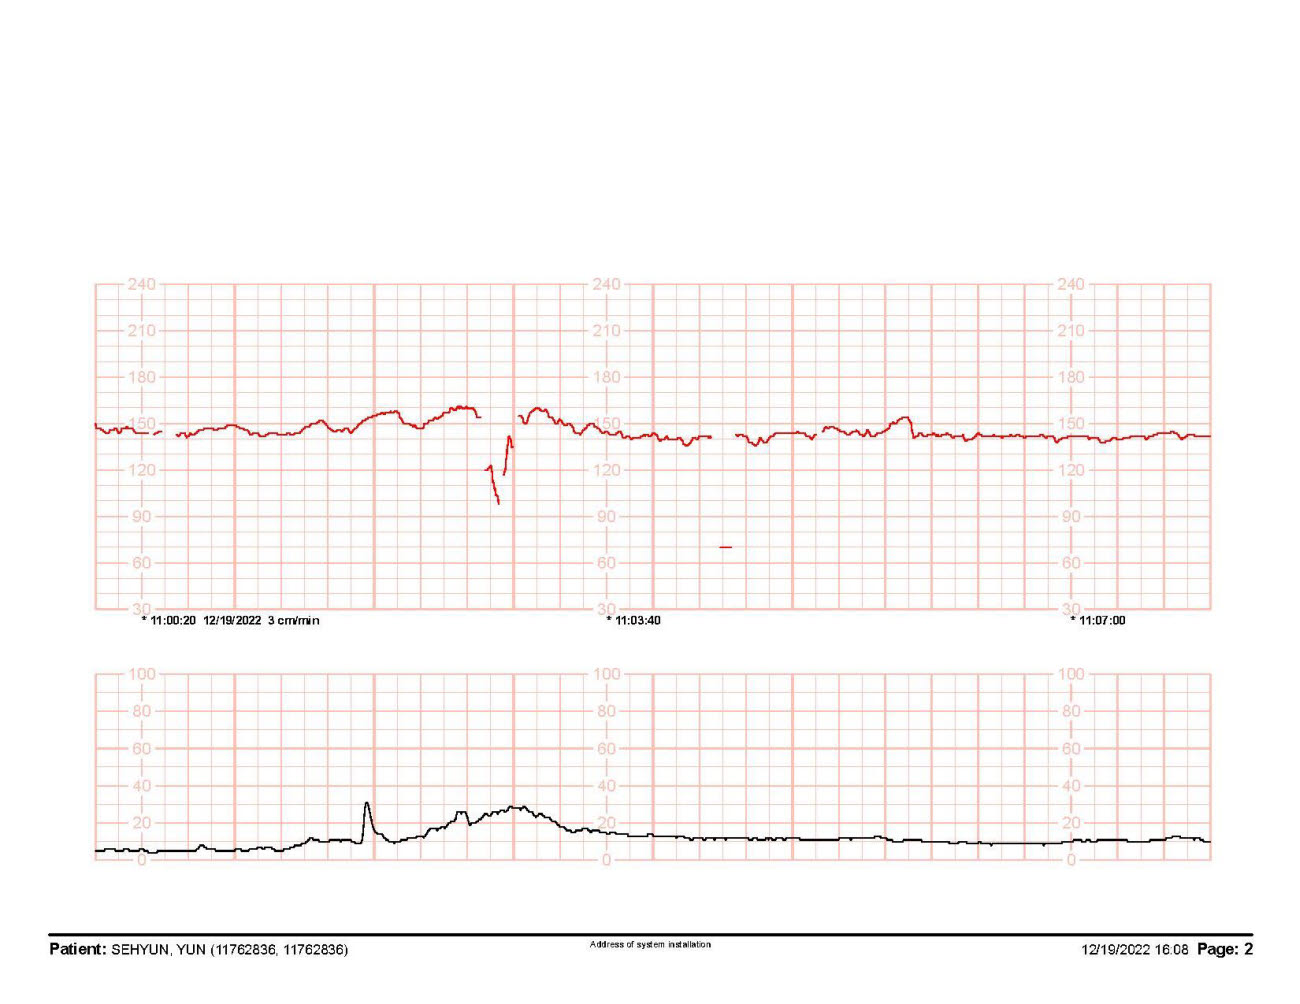 240 240 240
210 210 210
180 180 180
150 150 150
120 120 120
90 90 90
60 60 60
30 30 30
* 11:00:20 12/19/2022 3 cm/min * 11:03:40 * 11:07:00
100 100 100
80 80 80
60 60 60
40 40 40
20 20 20
0 0 0
Patient: SEHYUN, YUN (11762836, 11762836) Address of system installation 12/19/2022 16:08 Page: 2